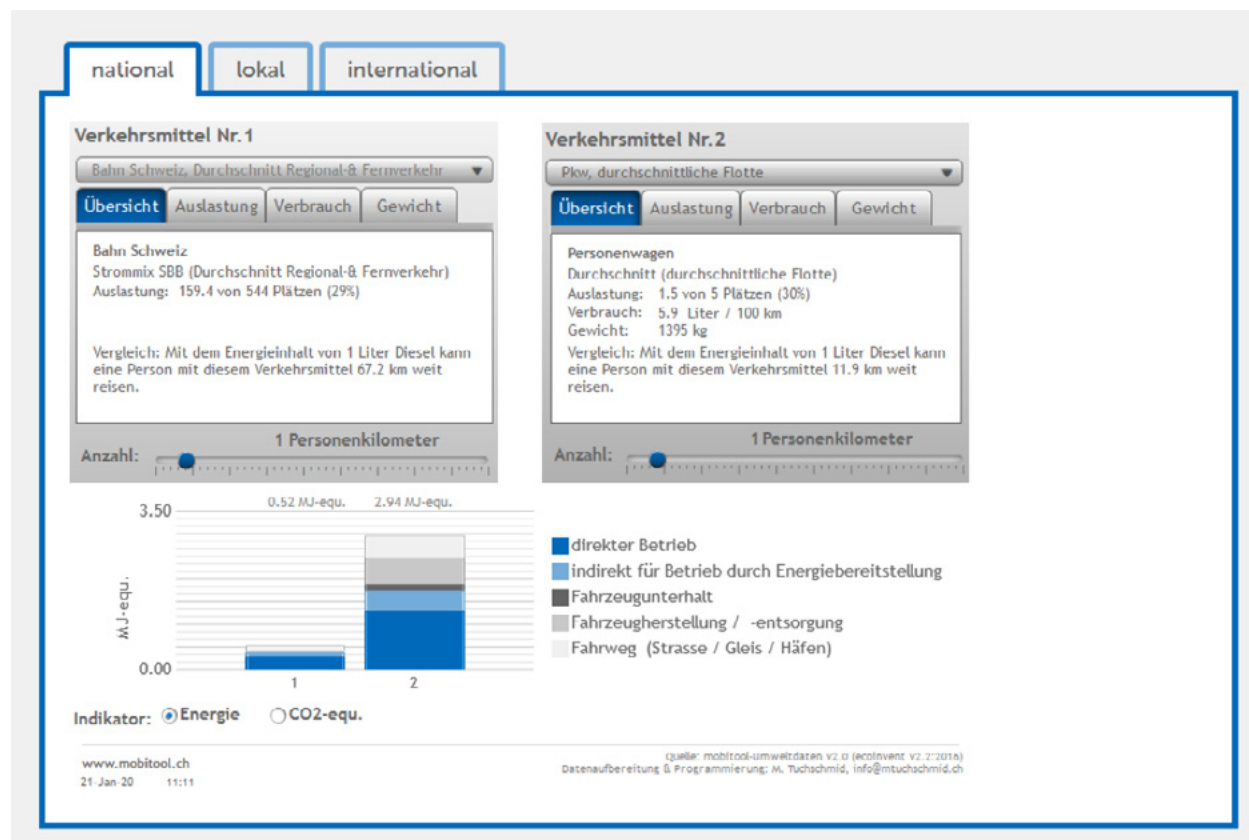 national lokal international
Verkehrsmittel Nr.1
Bahn Schweiz, Durchschnitt Regional-& Fernverkehr
Übersicht Auslastung Verbrauch Gewicht
Bahn Schweiz
Strommix SBB (Durchschnitt Regional-& Fernverkehr)
Auslastung: 159.4 von 544 Plätzen (29%)
Vergleich: Mit dem Energieinhalt von 1 Liter Diesel kann
eine Person mit diesem Verkehrsmittel 67.2 km weit
reisen.
1 Personenkilometer
Anzahl:
Verkehrsmittel Nr.2
Pkw, durchschnittliche Flotte
Übersicht Auslastung Verbrauch Gewicht
Personenwagen
Durchschnitt (durchschnittliche Flotte)
Auslastung: 1.5 von 5 Plätzen (30%)
Verbrauch: 5.9 Liter / 100 km
Gewicht: 1395 kg
Vergleich: Mit dem Energieinhalt von 1 Liter Diesel kann
eine Person mit diesem Verkehrsmittel 11.9 km weit
reisen.
1 Personenkilometer
Anzahl:
0.52 MJ-equ. 2.94 MJ-equ.
3.50
MJ-equ.
0.00
1 2
direkter Betrieb
indirekt für Betrieb durch Energiebereitstellung
Fahrzeugunterhalt
Fahrzeugherstellung / -entsorgung
Fahrweg (Strasse / Gleis / Häfen)
Indikator: Energie CO2-equ.
www.mobitool.ch
21-Jan-20 11:11
Quelle: mobitool-umweltdaten v2.0 (ecoinvent v2.2:2016)
Datenaufbereitung & Programmierung: M. Tuchschmid, info@mtuchschmid.ch